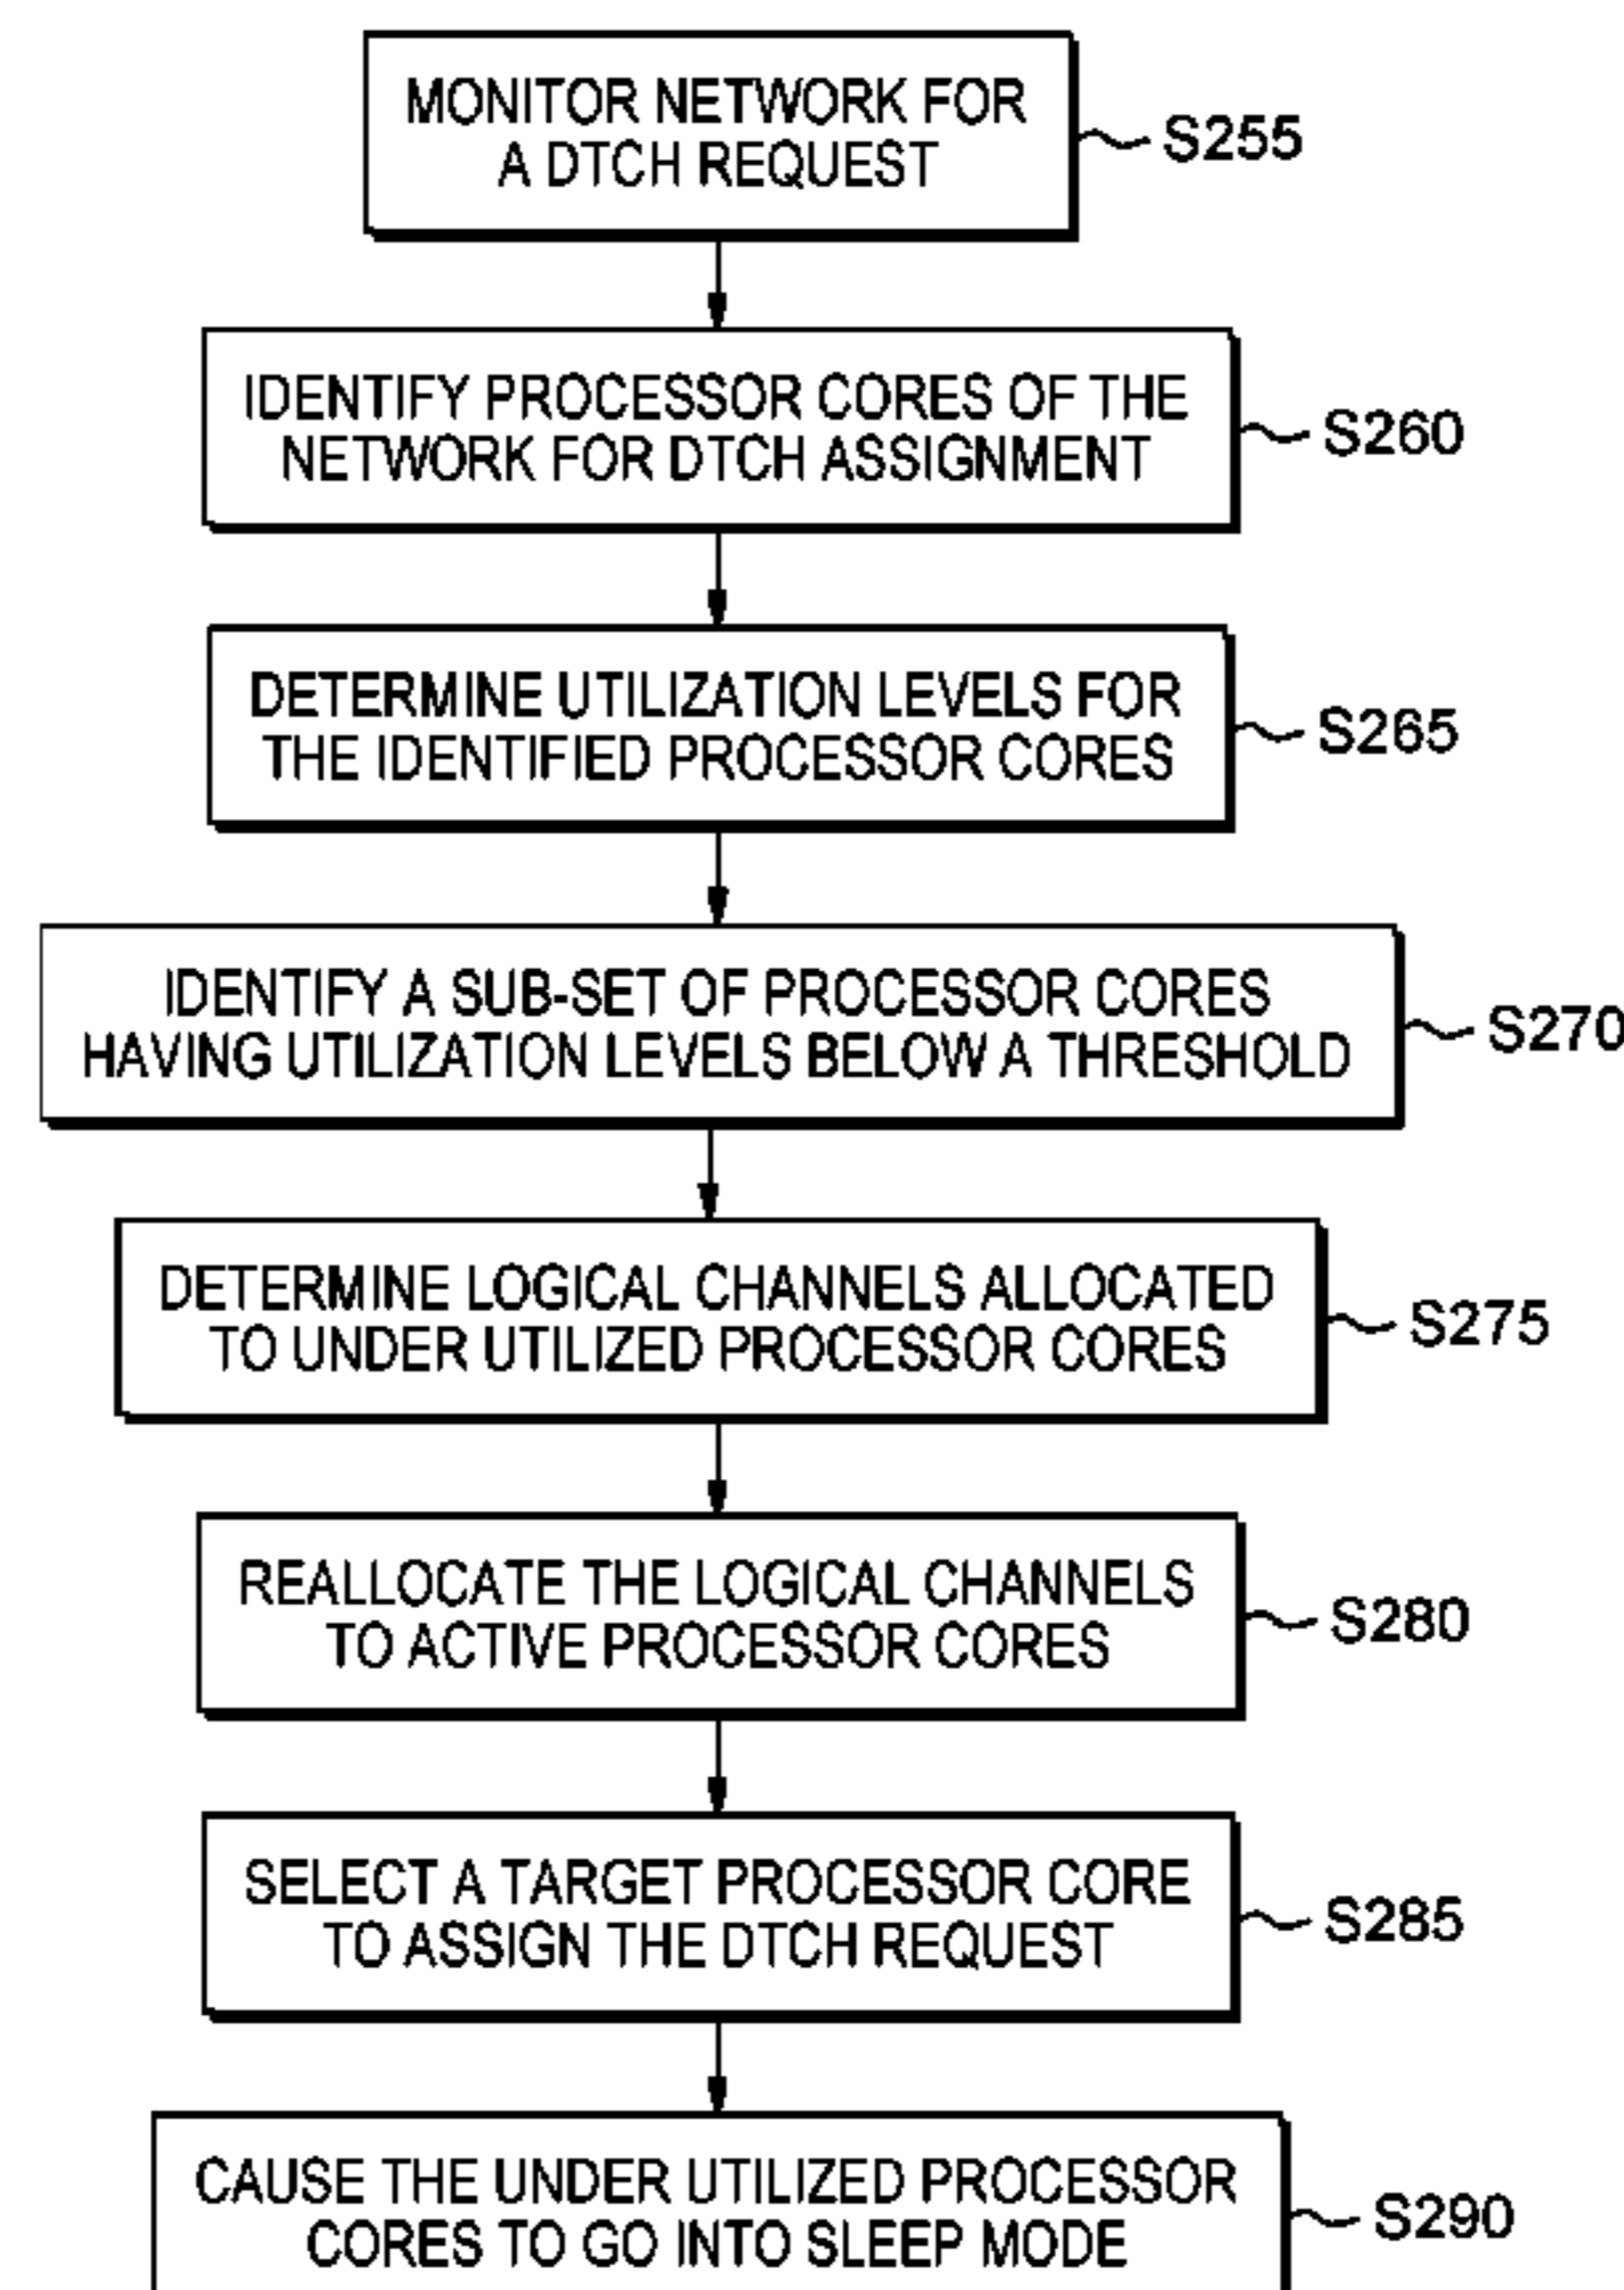 MONITOR NETWORK FOR
A DTCH REQUEST
S255
IDENTIFY PROCESSOR CORES OF THE
NETWORK FOR DTCH ASSIGNMENT
S260
DETERMINE UTILIZATION LEVELS FOR
THE IDENTIFIED PROCESSOR CORES
S265
IDENTIFY A SUB-SET OF PROCESSOR CORES
HAVING UTILIZATION LEVELS BELOW A THRESHOLD
S270
DETERMINE LOGICAL CHANNELS ALLOCATED
TO UNDER UTILIZED PROCESSOR CORES
S275
REALLOCATE THE LOGICAL CHANNELS
TO ACTIVE PROCESSOR CORES
S280
SELECT A TARGET PROCESSOR CORE
TO ASSIGN THE DTCH REQUEST
S285
CAUSE THE UNDER UTILIZED PROCESSOR
CORES TO GO INTO SLEEP MODE
S290